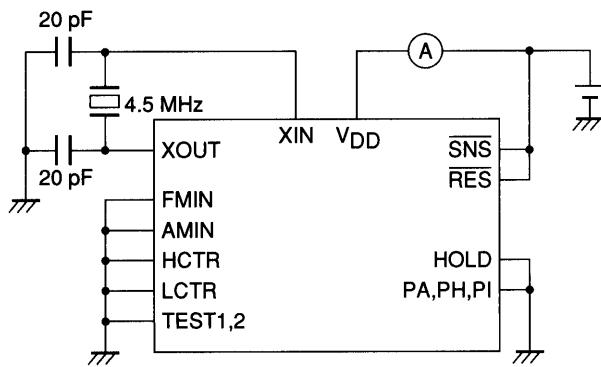 20 pF
A
4.5 MHz
XIN
VDD
XOUT
SNS
20 pF
RES
FMIN
AMIN
HCTR
HOLD
LCTR
PA,PH,PI
TEST1,2